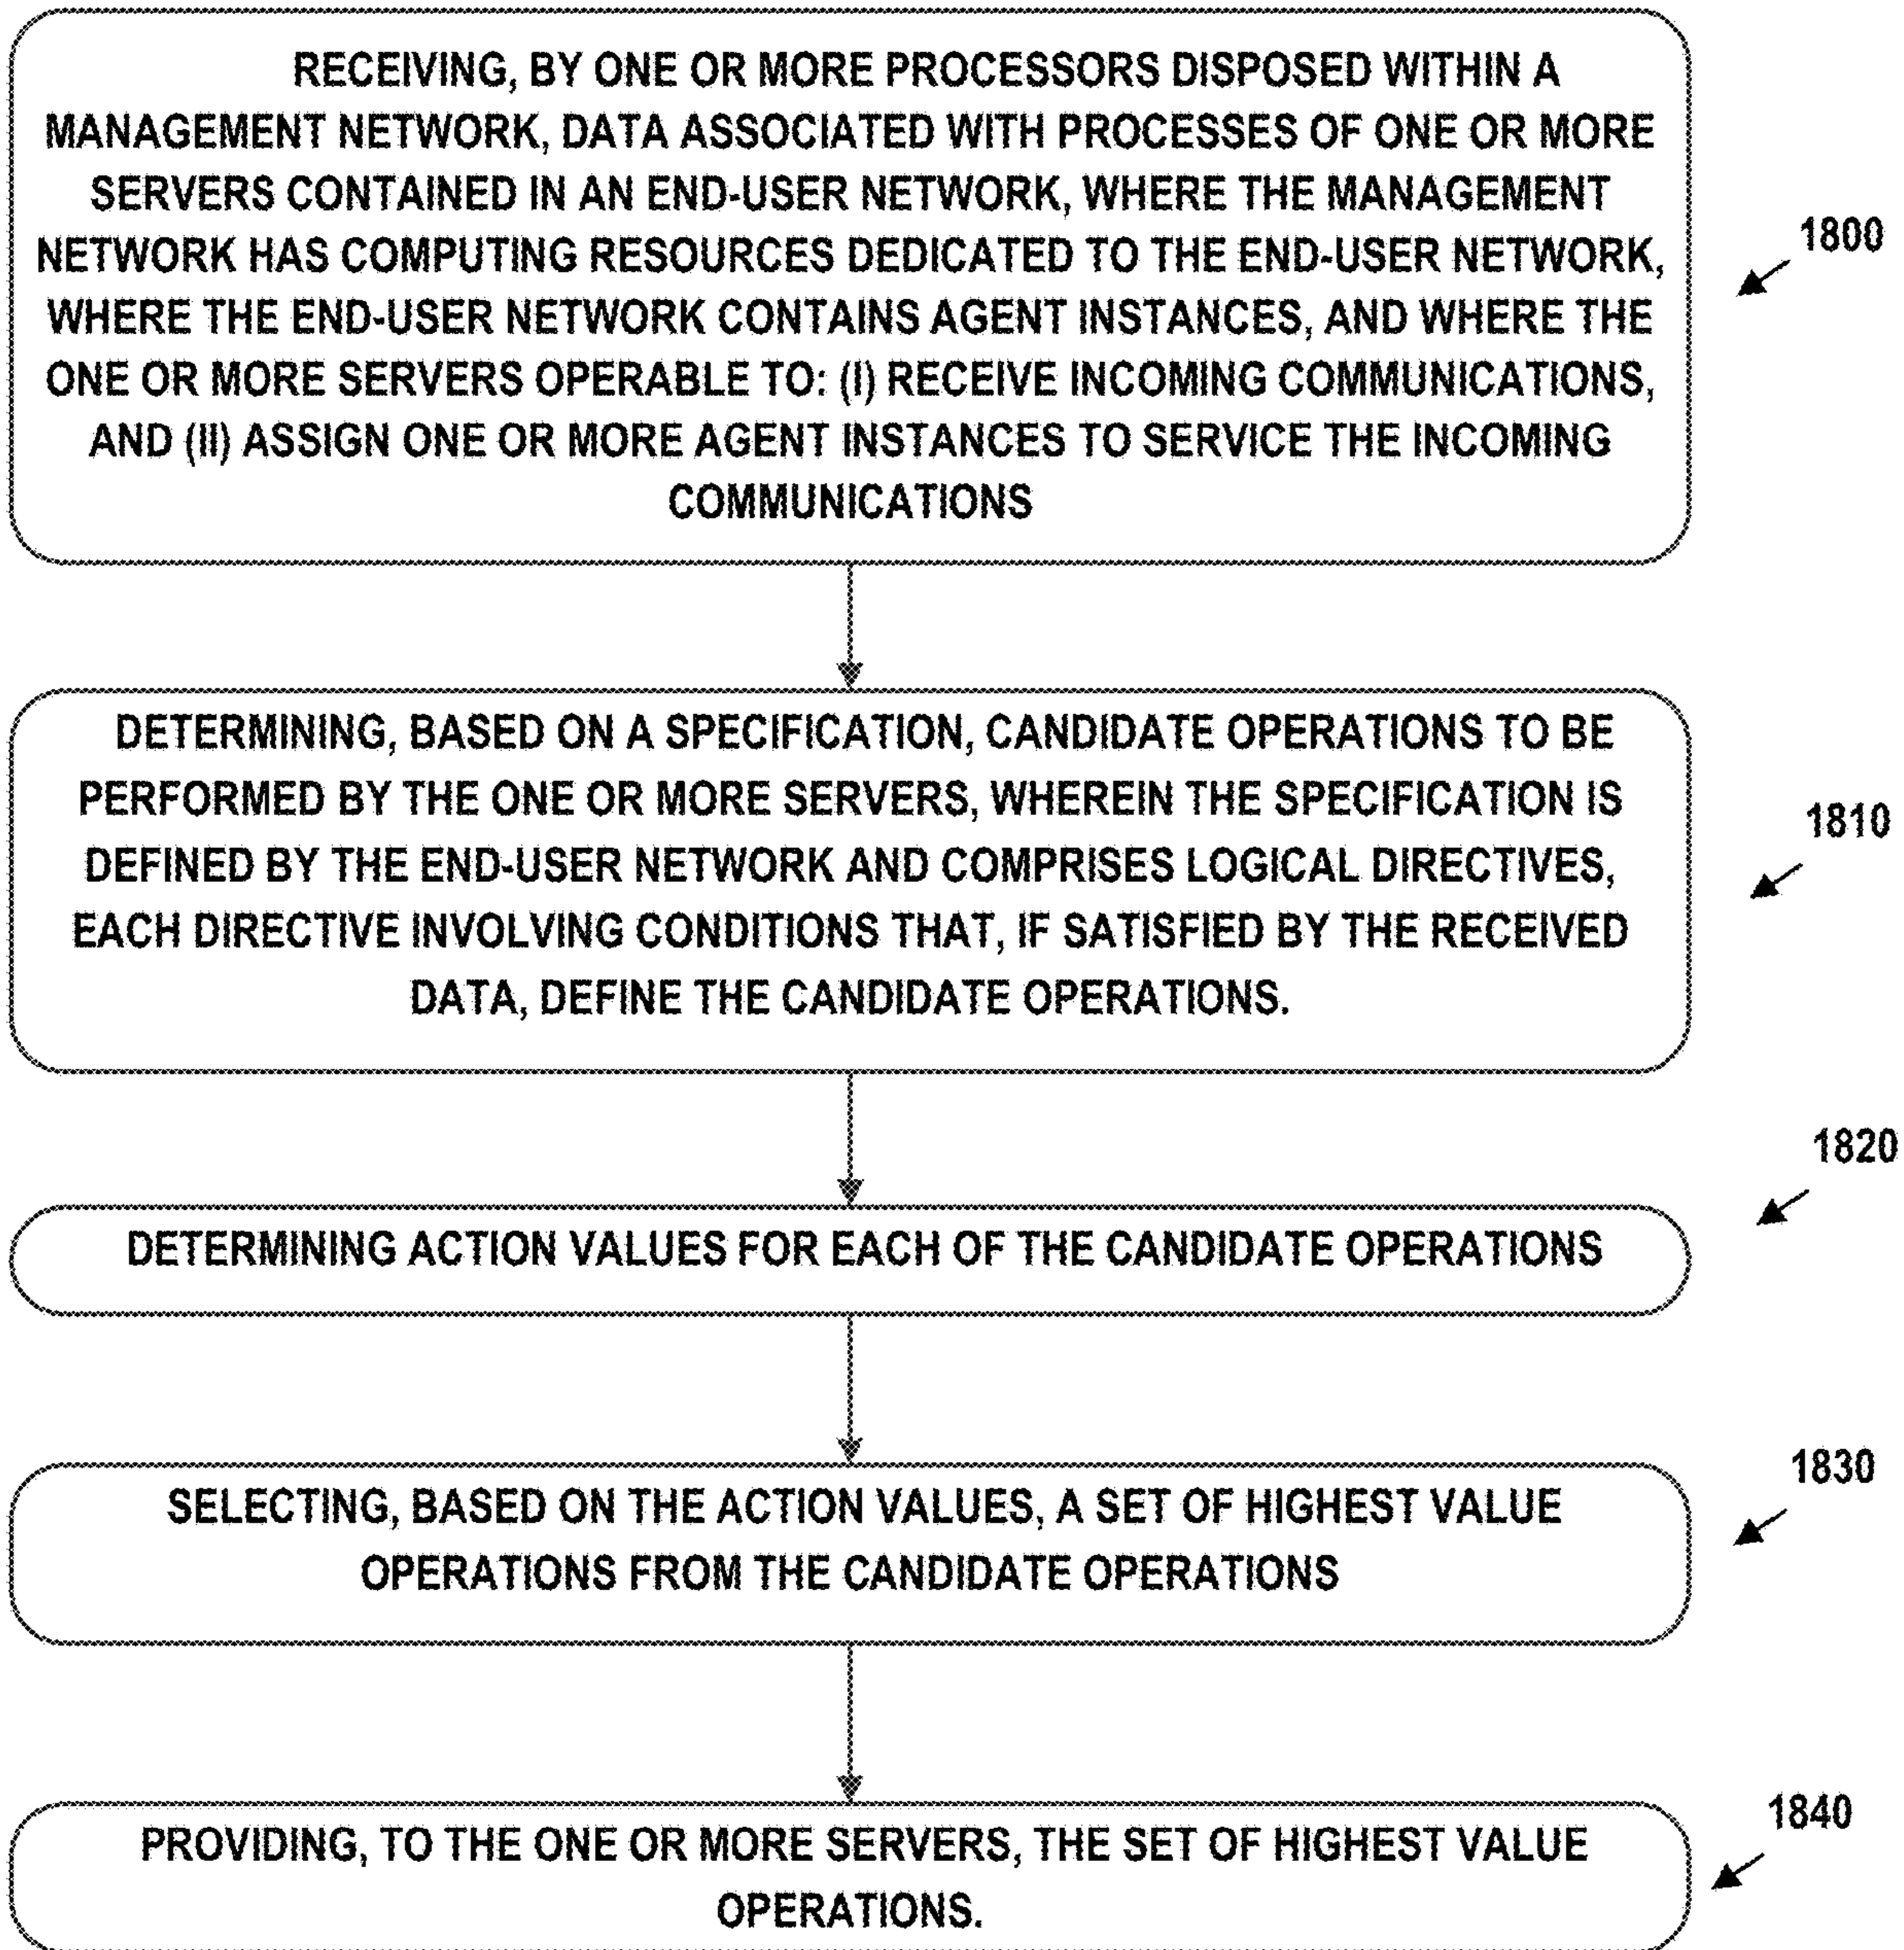 RECEIVING, BY ONE OR MORE PROCESSORS DISPOSED WITHIN A
MANAGEMENT NETWORK, DATA ASSOCIATED WITH PROCESSES OF ONE OR MORE
SERVERS CONTAINED IN AN END-USER NETWORK, WHERE THE MANAGEMENT
NETWORK HAS COMPUTING RESOURCES DEDICATED TO THE END-USER NETWORK,
WHERE THE END-USER NETWORK CONTAINS AGENT INSTANCES, AND WHERE THE
ONE OR MORE SERVERS OPERABLE TO: (I) RECEIVE INCOMING COMMUNICATIONS,
AND (II) ASSIGN ONE OR MORE AGENT INSTANCES TO SERVICE THE INCOMING
COMMUNICATIONS
1800
DETERMINING, BASED ON A SPECIFICATION, CANDIDATE OPERATIONS TO BE
PERFORMED BY THE ONE OR MORE SERVERS, WHEREIN THE SPECIFICATION IS
DEFINED BY THE END-USER NETWORK AND COMPRISES LOGICAL DIRECTIVES,
EACH DIRECTIVE INVOLVING CONDITIONS THAT, IF SATISFIED BY THE RECEIVED
DATA, DEFINE THE CANDIDATE OPERATIONS.
1810
DETERMINING ACTION VALUES FOR EACH OF THE CANDIDATE OPERATIONS
1820
SELECTING, BASED ON THE ACTION VALUES, A SET OF HIGHEST VALUE
OPERATIONS FROM THE CANDIDATE OPERATIONS
1830
PROVIDING, TO THE ONE OR MORE SERVERS, THE SET OF HIGHEST VALUE
OPERATIONS.
1840